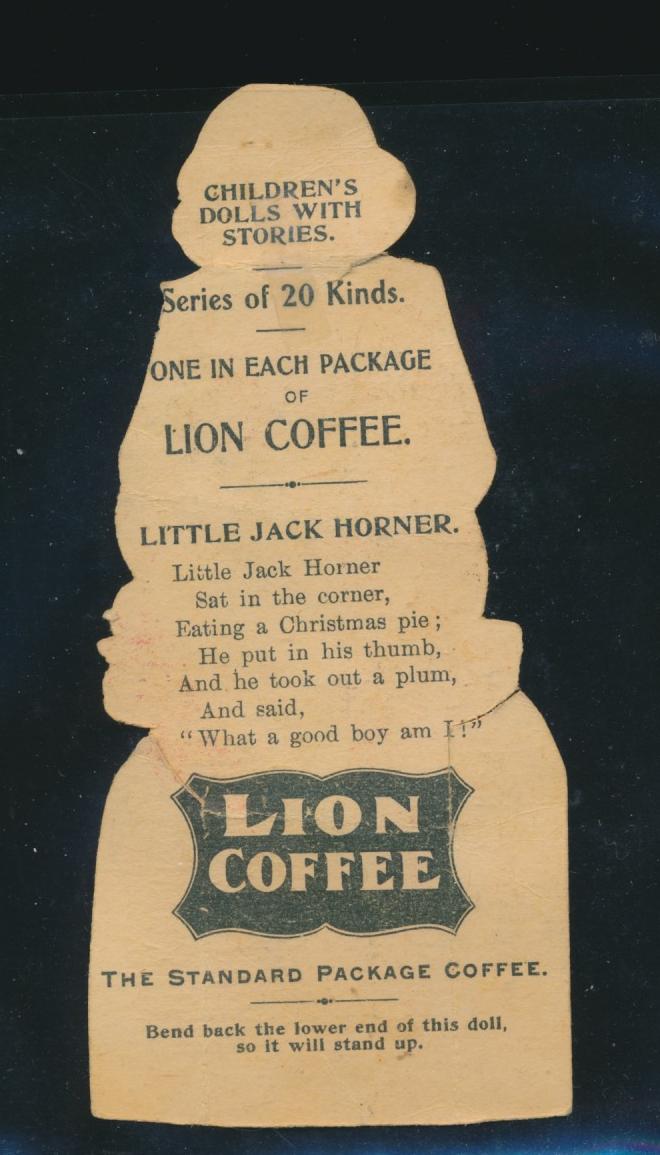 CHILDREN'S
DOLLS WITH
STORIES.
Series of 20 Kinds.
ONE IN EACH PACKAGE
OF
LION COFFEE.
LITTLE JACK HORNER.
Little Jack Horner
Sat in the corner,
Eating a Christmas pie;
He put in his thumb,
And he took out a plum,
And said,
"What a good boy am I!"
LION
COFFEE
THE STANDARD PACKAGE COFFEE.
Bend back the lower end of this doll,
so it will stand up.